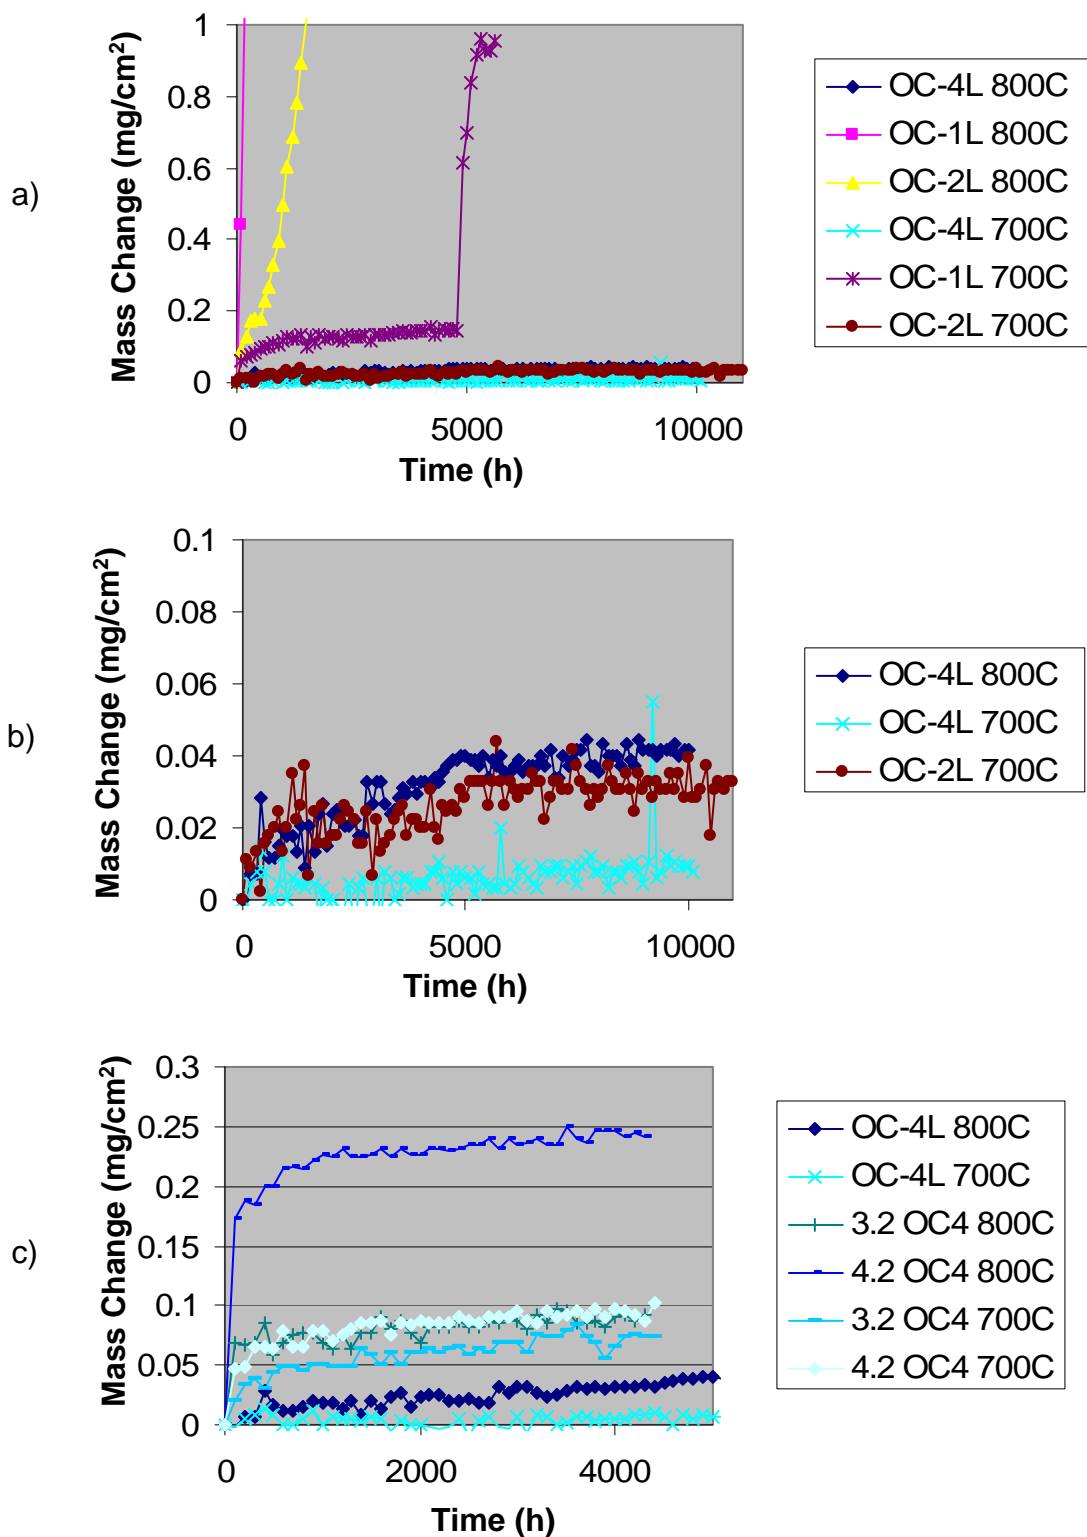 a)
Mass Change (mg/cm²)
1
0.8
0.6
0.4
0.2
0
0
5000
10000
Time (h)
OC-4L 800C
OC-1L 800C
OC-2L 800C
OC-4L 700C
OC-1L 700C
OC-2L 700C
b)
Mass Change (mg/cm²)
0.1
0.08
0.06
0.04
0.02
0
0
5000
10000
Time (h)
OC-4L 800C
OC-4L 700C
OC-2L 700C
c)
Mass Change (mg/cm²)
0.3
0.25
0.2
0.15
0.1
0.05
0
0
2000
4000
Time (h)
OC-4L 800C
OC-4L 700C
3.2 OC4 800C
4.2 OC4 800C
3.2 OC4 700C
4.2 OC4 700C